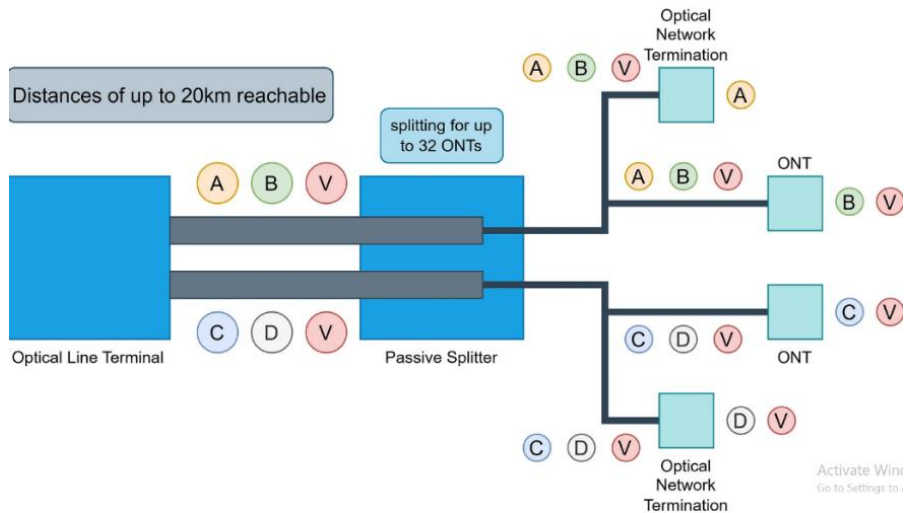 Optical
Network
Termination
A B V
A
Distances of up to 20km reachable
splitting for up
to 32 ONTs
A B V
A B V
ONT
B V
C D V
Optical Line Terminal
Passive Splitter
C D V
C V
ONT
C D V
D V
Optical
Network
Termination
Activate Wind
Go to Settings to